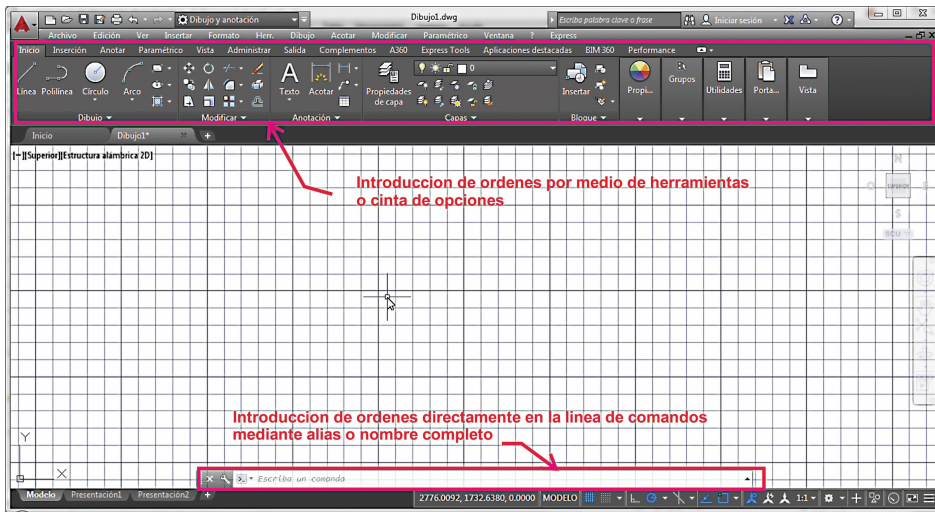 Dibujo y anotación
Dibujo1.dwg
Escriba palabra clave o frase
Iniciar sesión
Archivo Edición Ver Insertar Formato Herr. Dibujo Acotar Modificar Paramétrico Ventana ? Express
Inicio Inserción Anotar Paramétrico Vista Administrar Salida Complementos A360 Express Tools Aplicaciones destacadas BIM 360 Performance
Línea Polilínea Círculo Arco
A
Texto Acotar
Propiedades
de capa
0
Insertar
Propi...
Grupos
Utilidades
Porta...
Vista
Dibujo Modificar Anotación Capas Bloque
Inicio Dibujo1* +
[−][Superior][Estructura alámbrica 2D]
N
O SUPERIOR E
S
SCU
Introduccion de ordenes por medio de herramientas
o cinta de opciones
Introduccion de ordenes directamente en la linea de comandos
mediante alias o nombre completo
Y
X
Escriba un comando
Modelo Presentación1 Presentación2 +
2776.0092, 1732.6380, 0.0000 MODELO 1:1